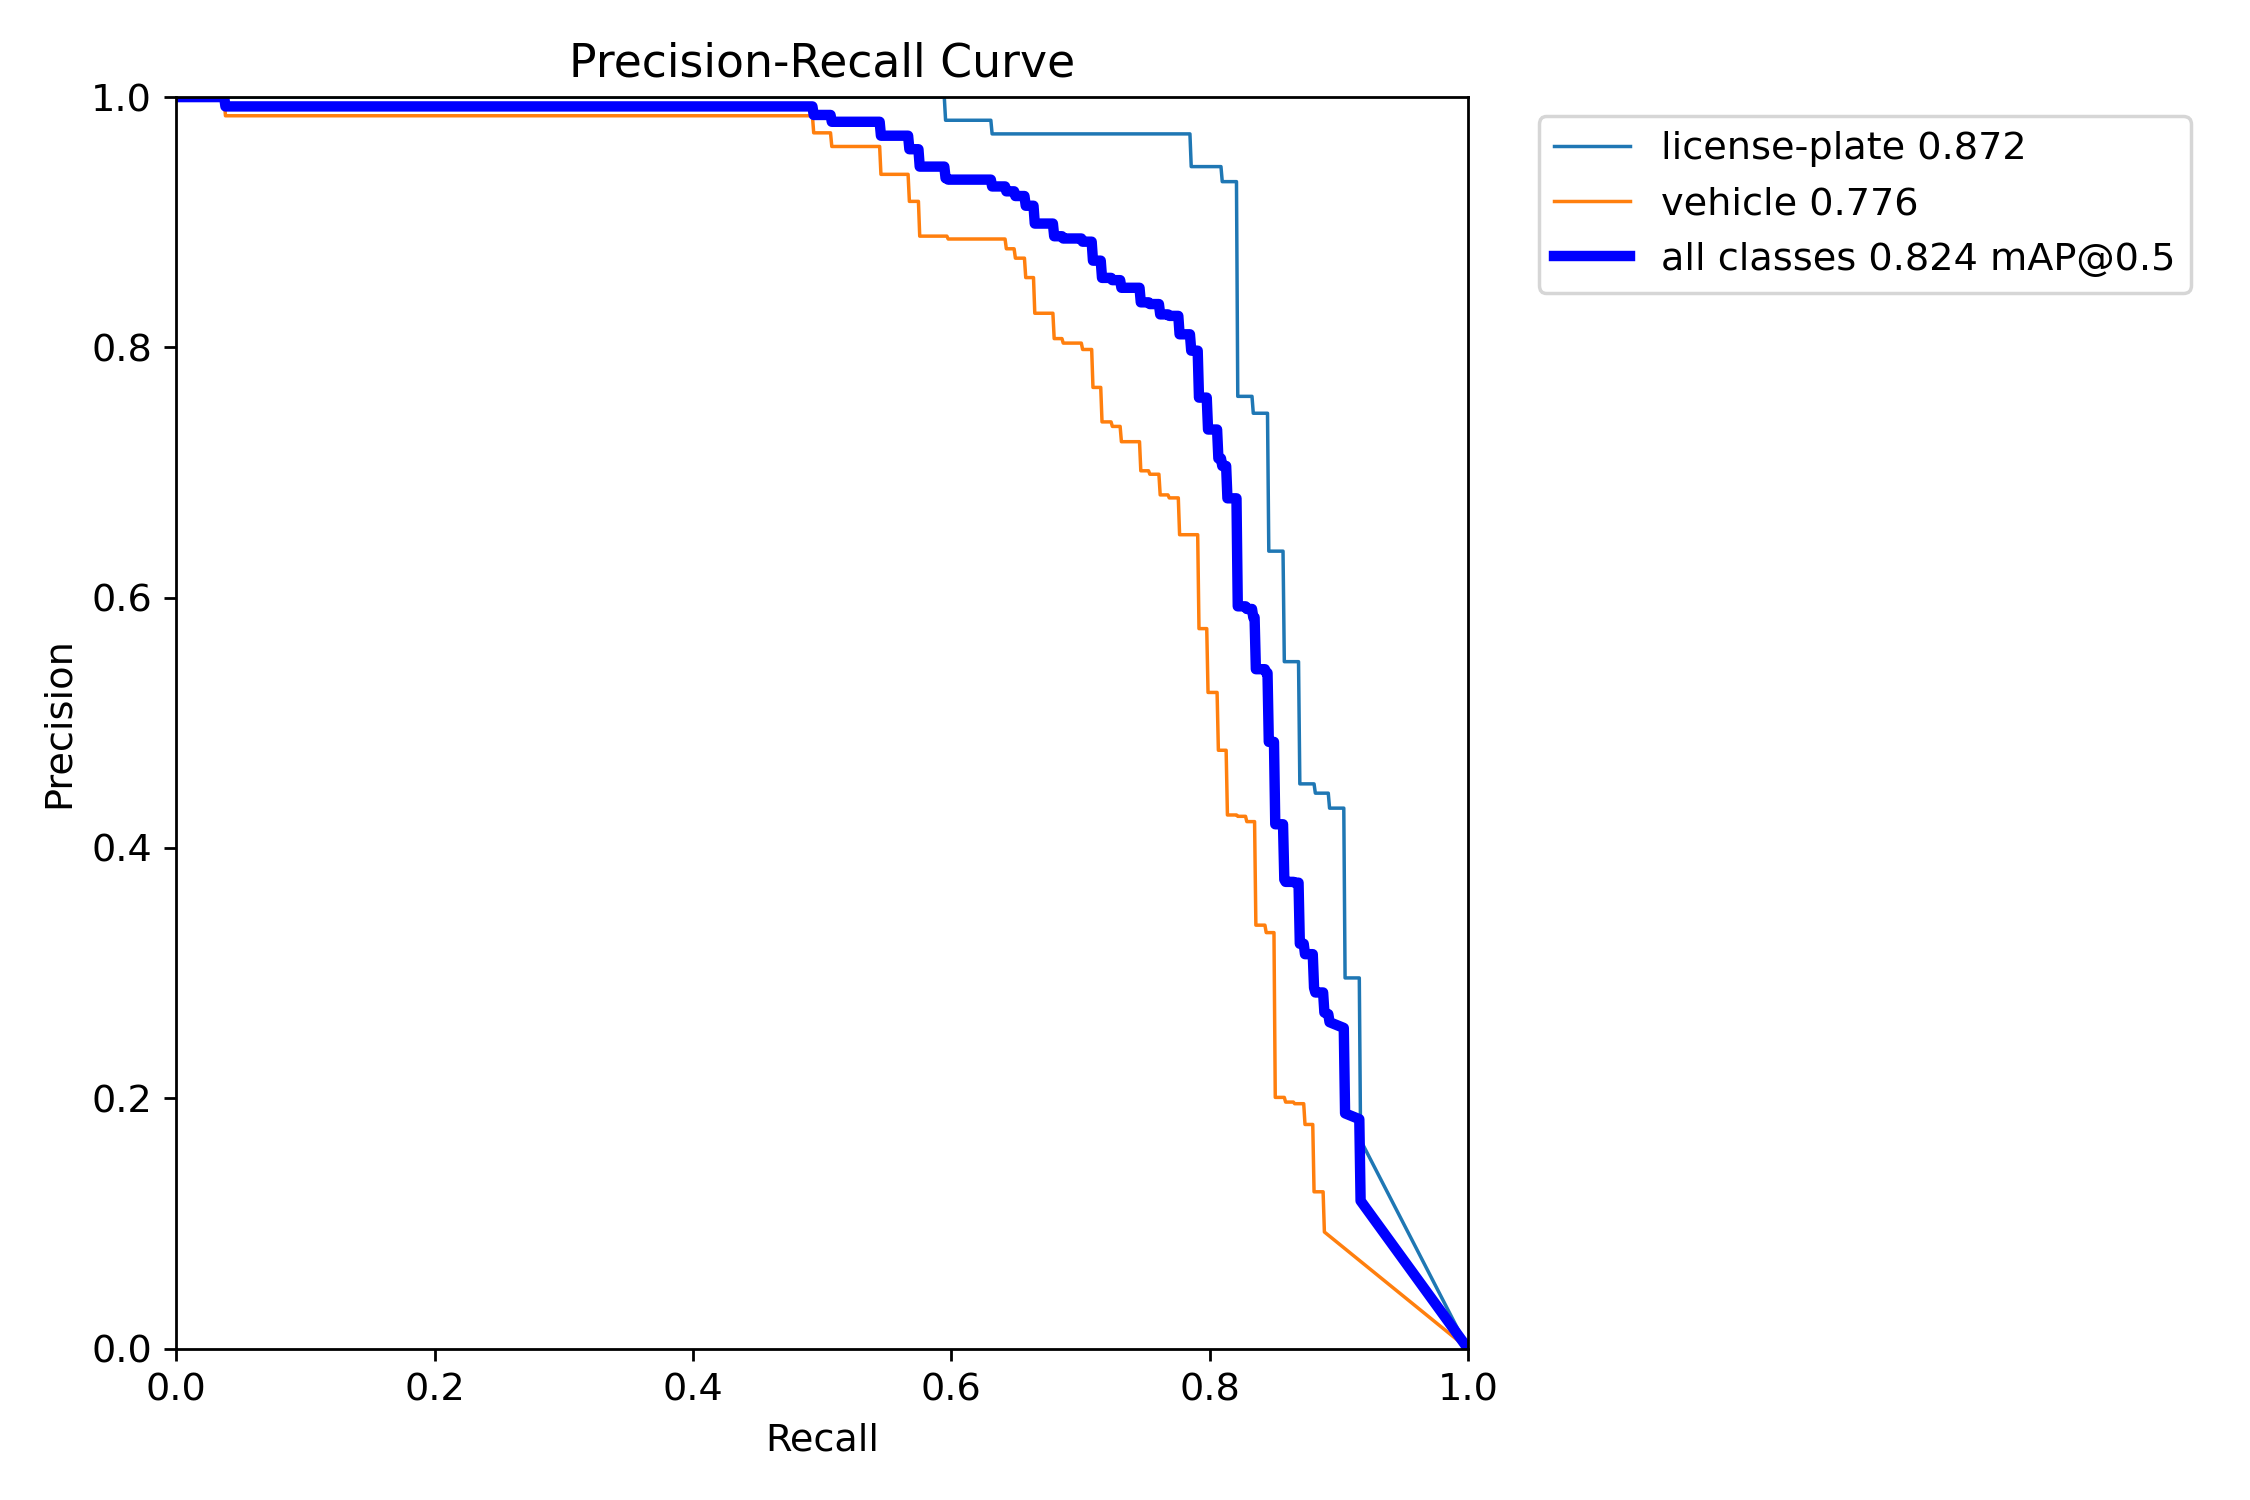 Precision-Recall Curve
1.0
0.8
0.6
0.4
0.2
0.0
Precision
0.0 0.2 0.4 0.6 0.8 1.0
Recall
license-plate 0.872
vehicle 0.776
all classes 0.824 mAP@0.5